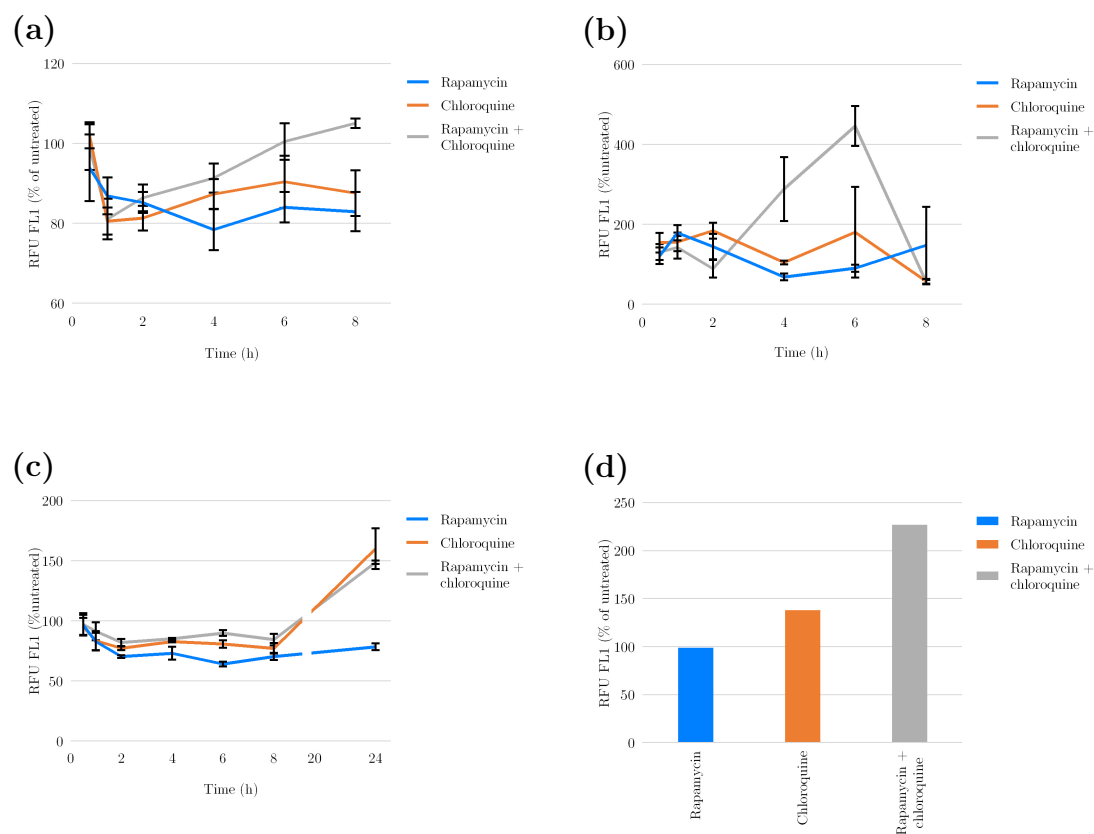 (a)
120
100
80
60
RFU FL1 (% of untreated)
0 2 4 6 8
Time (h)
Rapamycin
Chloroquine
Rapamycin +
Chloroquine
(b)
600
400
200
0
RFU FL1 (%untreated)
0 2 4 6 8
Time (h)
Rapamycin
Chloroquine
Rapamycin +
chloroquine
(c)
200
150
100
50
0
RFU FL1 (%untreated)
0 2 4 6 8 20 24
Time (h)
Rapamycin
Chloroquine
Rapamycin +
chloroquine
(d)
250
200
150
100
50
0
RFU FL1 (% of untreated)
Rapamycin
Chloroquine
Rapamycin +
chloroquine
Rapamycin
Chloroquine
Rapamycin +
chloroquine